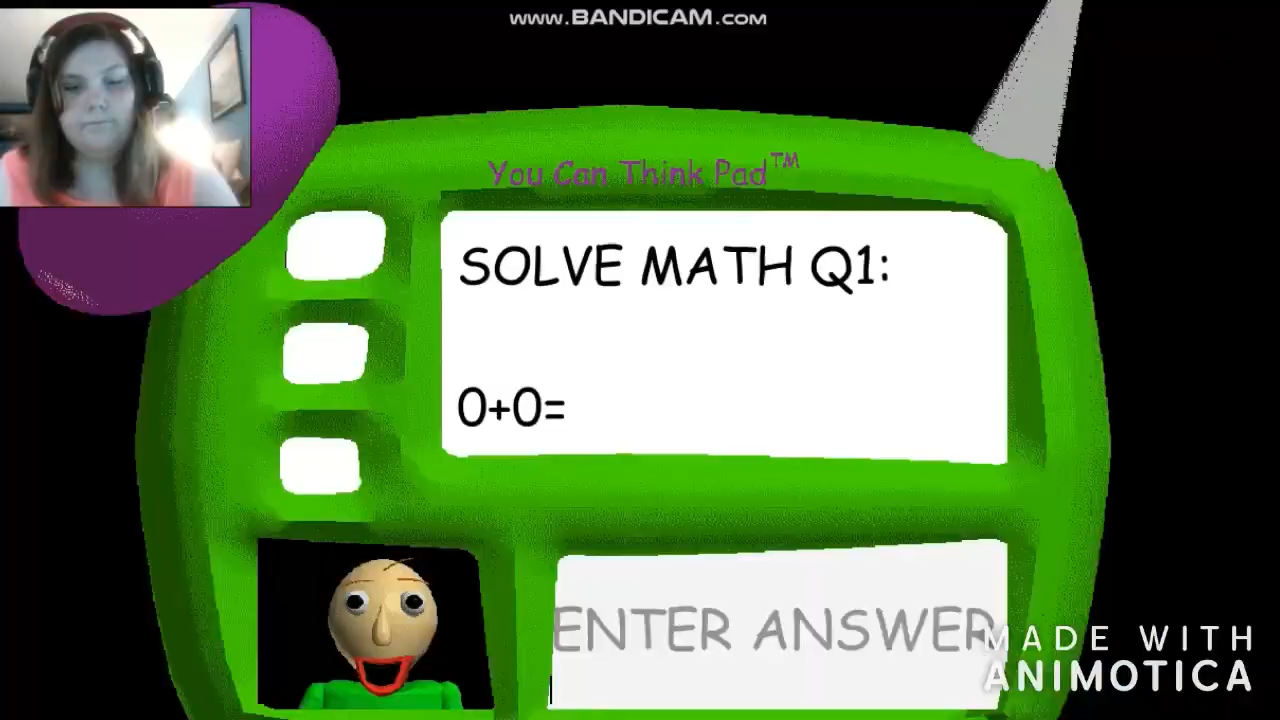 www.BANDICAM.com
You Can Think Pad™
SOLVE MATH Q1:
0+0=
ENTER ANSWER
MADE WITH
ANIMOTICA